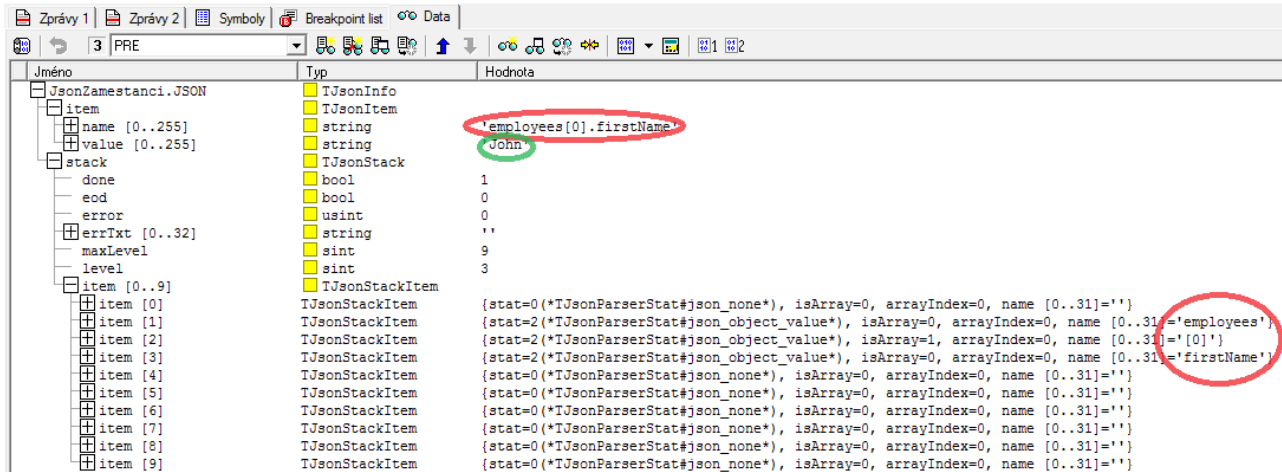 Zprávy 1 Zprávy 2 Symboly Breakpoint list Data
3 PRE 1 2
Jméno Typ Hodnota
JsonZamestanci.JSON TJsonInfo
item TJsonItem
name [0..255] string 'employees[0].firstName'
value [0..255] string 'John'
stack TJsonStack
done bool 1
eod bool 0
error usint 0
errTxt [0..32] string ''
maxLevel sint 9
level sint 3
item [0..9] TJsonStackItem
item [0] TJsonStackItem {stat=0(*TJsonParserStat#json_none*), isArray=0, arrayIndex=0, name [0..31]=''}
item [1] TJsonStackItem {stat=2(*TJsonParserStat#json_object_value*), isArray=0, arrayIndex=0, name [0..31]='employees'}
item [2] TJsonStackItem {stat=2(*TJsonParserStat#json_object_value*), isArray=1, arrayIndex=0, name [0..31]='[0]'}
item [3] TJsonStackItem {stat=2(*TJsonParserStat#json_object_value*), isArray=0, arrayIndex=0, name [0..31]='firstName'}
item [4] TJsonStackItem {stat=0(*TJsonParserStat#json_none*), isArray=0, arrayIndex=0, name [0..31]=''}
item [5] TJsonStackItem {stat=0(*TJsonParserStat#json_none*), isArray=0, arrayIndex=0, name [0..31]=''}
item [6] TJsonStackItem {stat=0(*TJsonParserStat#json_none*), isArray=0, arrayIndex=0, name [0..31]=''}
item [7] TJsonStackItem {stat=0(*TJsonParserStat#json_none*), isArray=0, arrayIndex=0, name [0..31]=''}
item [8] TJsonStackItem {stat=0(*TJsonParserStat#json_none*), isArray=0, arrayIndex=0, name [0..31]=''}
item [9] TJsonStackItem {stat=0(*TJsonParserStat#json_none*), isArray=0, arrayIndex=0, name [0..31]=''}